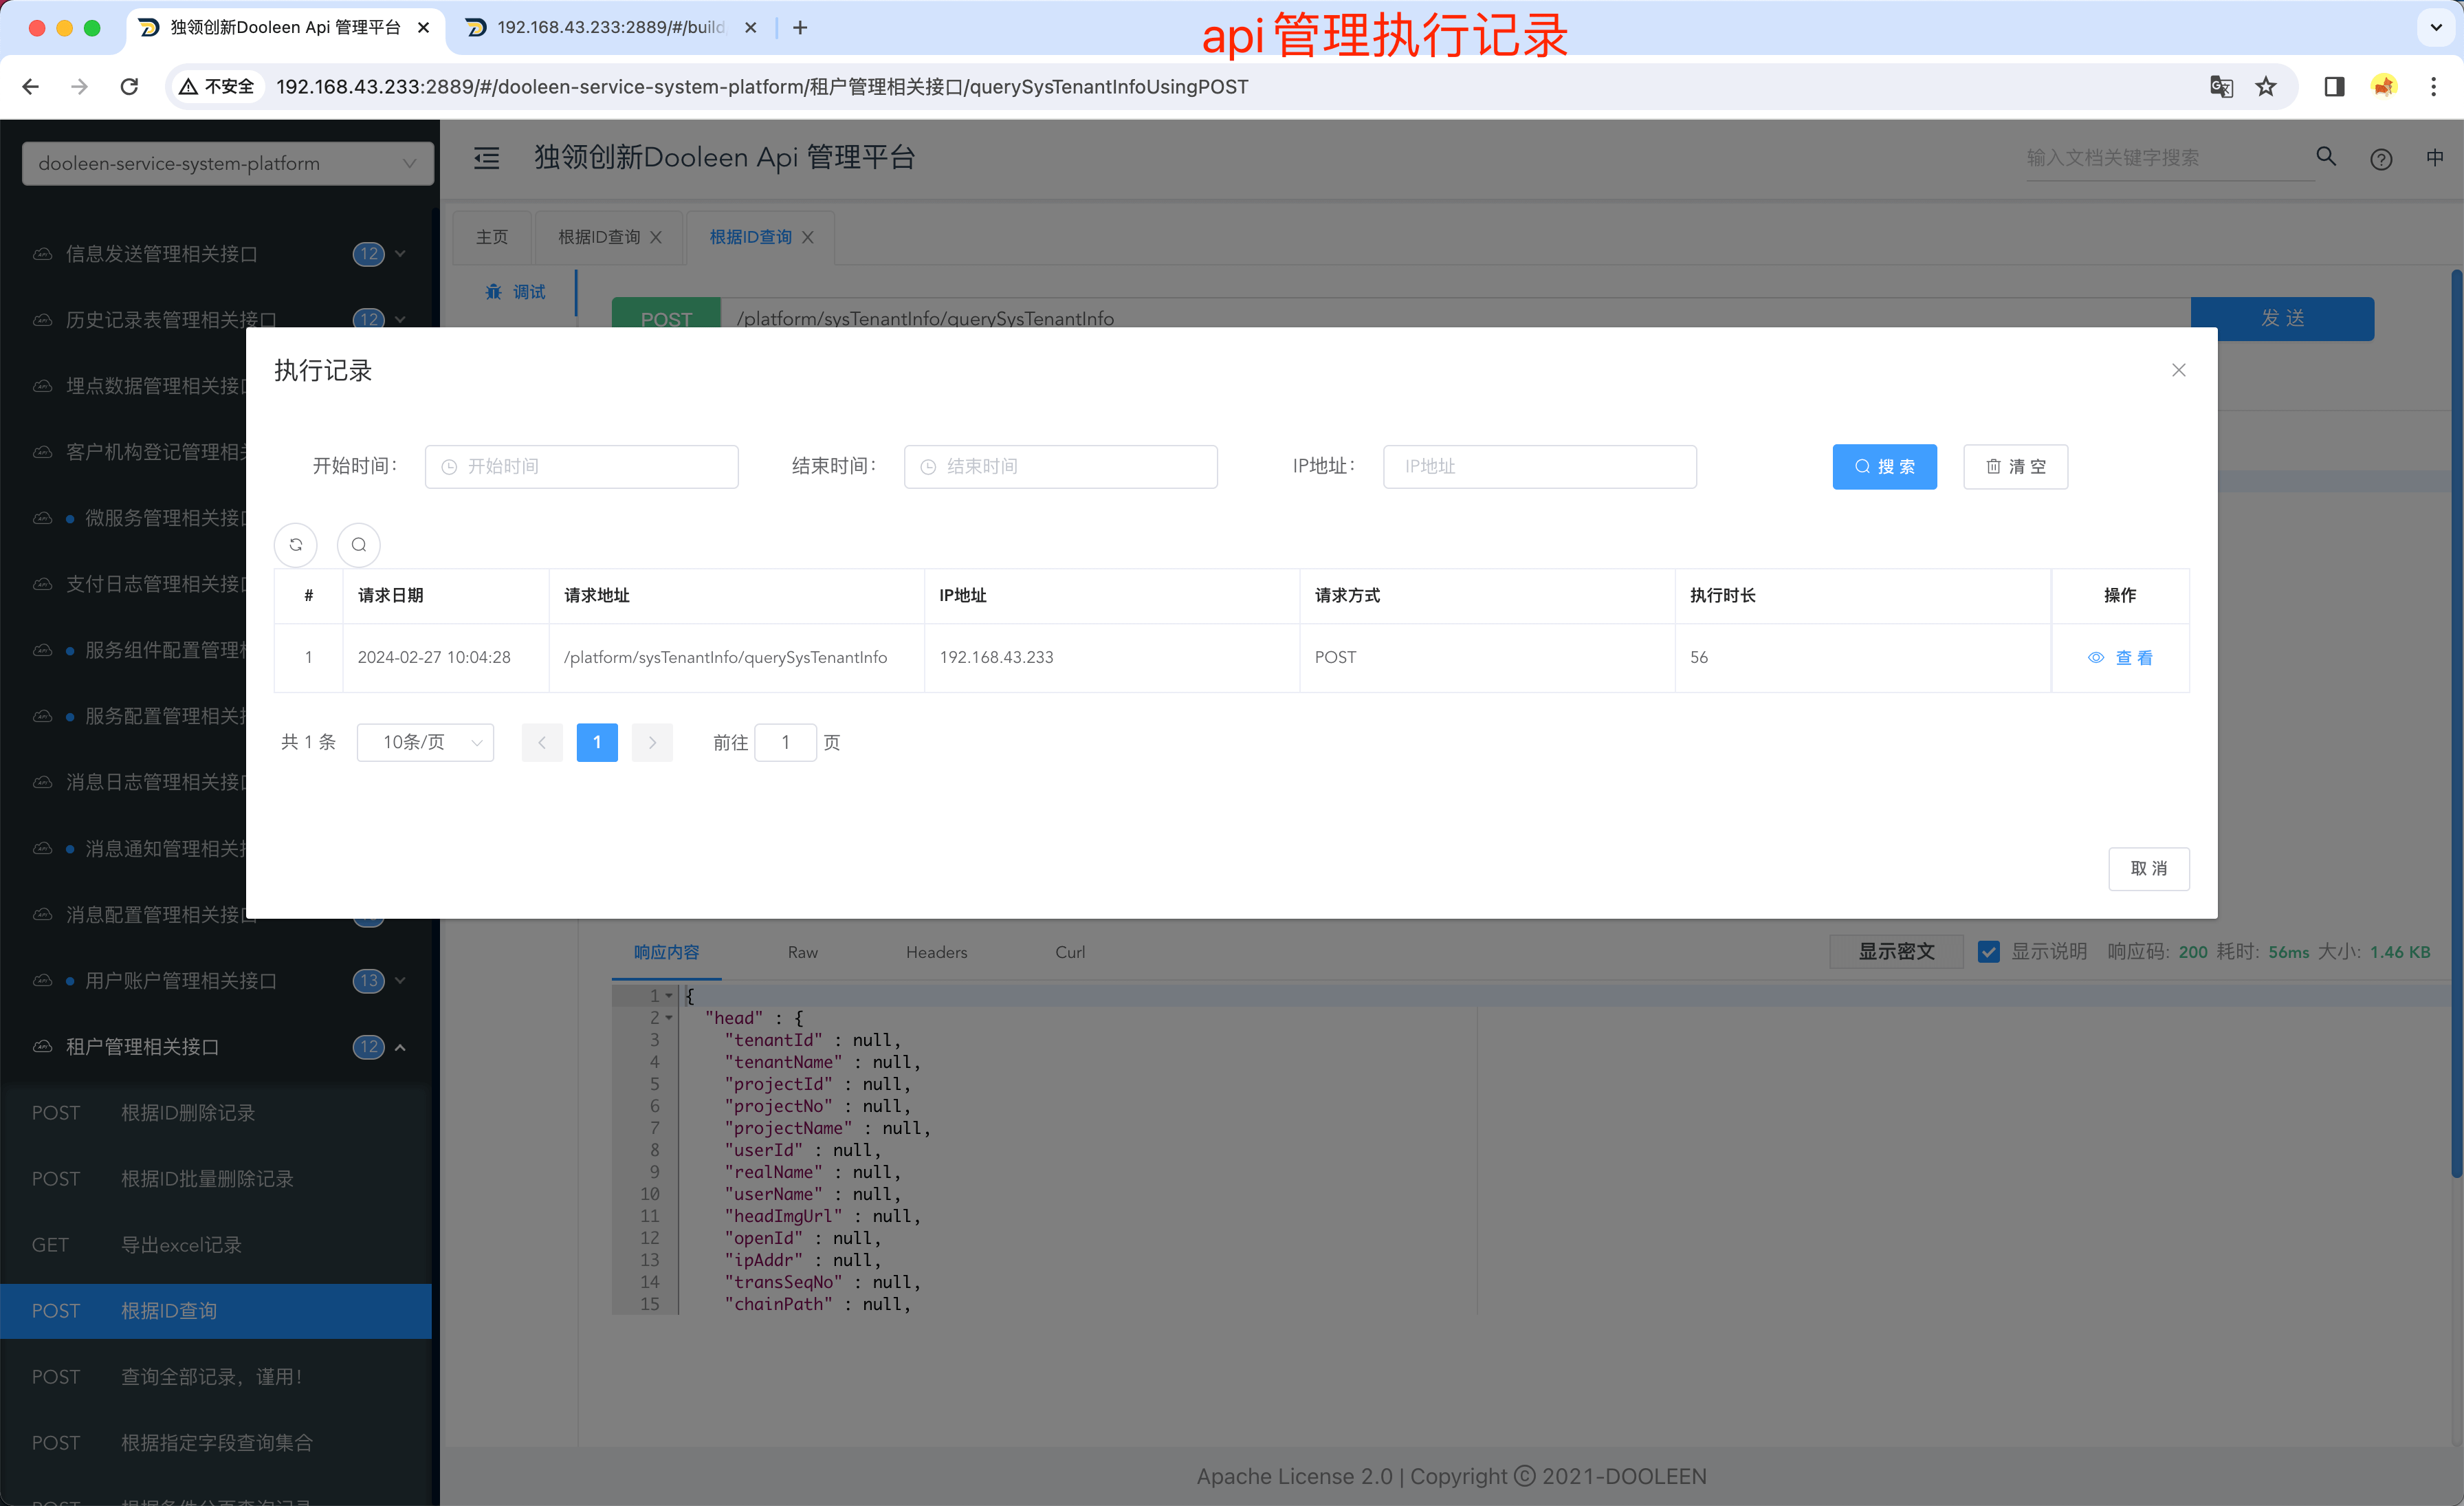 独领创新Dooleen Api 管理平台
192.168.43.233:2889/#/build
api管理执行记录
不安全
192.168.43.233:2889/#/dooleen-service-system-platform/租户管理相关接口/querySysTenantInfoUsingPOST
dooleen-service-system-platform
独领创新Dooleen Api 管理平台
输入文档关键字搜索
中
主页
根据ID查询
根据ID查询
信息发送管理相关接口 12
历史记录表管理相关接口 12
埋点数据管理相关接口
客户机构登记管理相关
微服务管理相关接口
支付日志管理相关接口
服务组件配置管理相
服务配置管理相关接
消息日志管理相关接口
消息通知管理相关接
消息配置管理相关接口
用户账户管理相关接口 13
租户管理相关接口 12
POST 根据ID删除记录
POST 根据ID批量删除记录
GET 导出excel记录
POST 根据ID查询
POST 查询全部记录，谨用！
POST 根据指定字段查询集合
调试
POST /platform/sysTenantInfo/querySysTenantInfo
发 送
执行记录
开始时间： 开始时间
结束时间： 结束时间
IP地址： IP地址
搜 索
清 空
# 请求日期 请求地址 IP地址 请求方式 执行时长 操作
1 2024-02-27 10:04:28 /platform/sysTenantInfo/querySysTenantInfo 192.168.43.233 POST 56 查 看
共 1 条 10条/页 1 前往 1 页
取 消
响应内容 Raw Headers Curl
显示密文 显示说明 响应码: 200 耗时: 56ms 大小: 1.46 KB
1 {
2 "head" : {
3 "tenantId" : null,
4 "tenantName" : null,
5 "projectId" : null,
6 "projectNo" : null,
7 "projectName" : null,
8 "userId" : null,
9 "realName" : null,
10 "userName" : null,
11 "headImgUrl" : null,
12 "openId" : null,
13 "ipAddr" : null,
14 "transSeqNo" : null,
15 "chainPath" : null,
Apache License 2.0 | Copyright © 2021-DOOLEEN